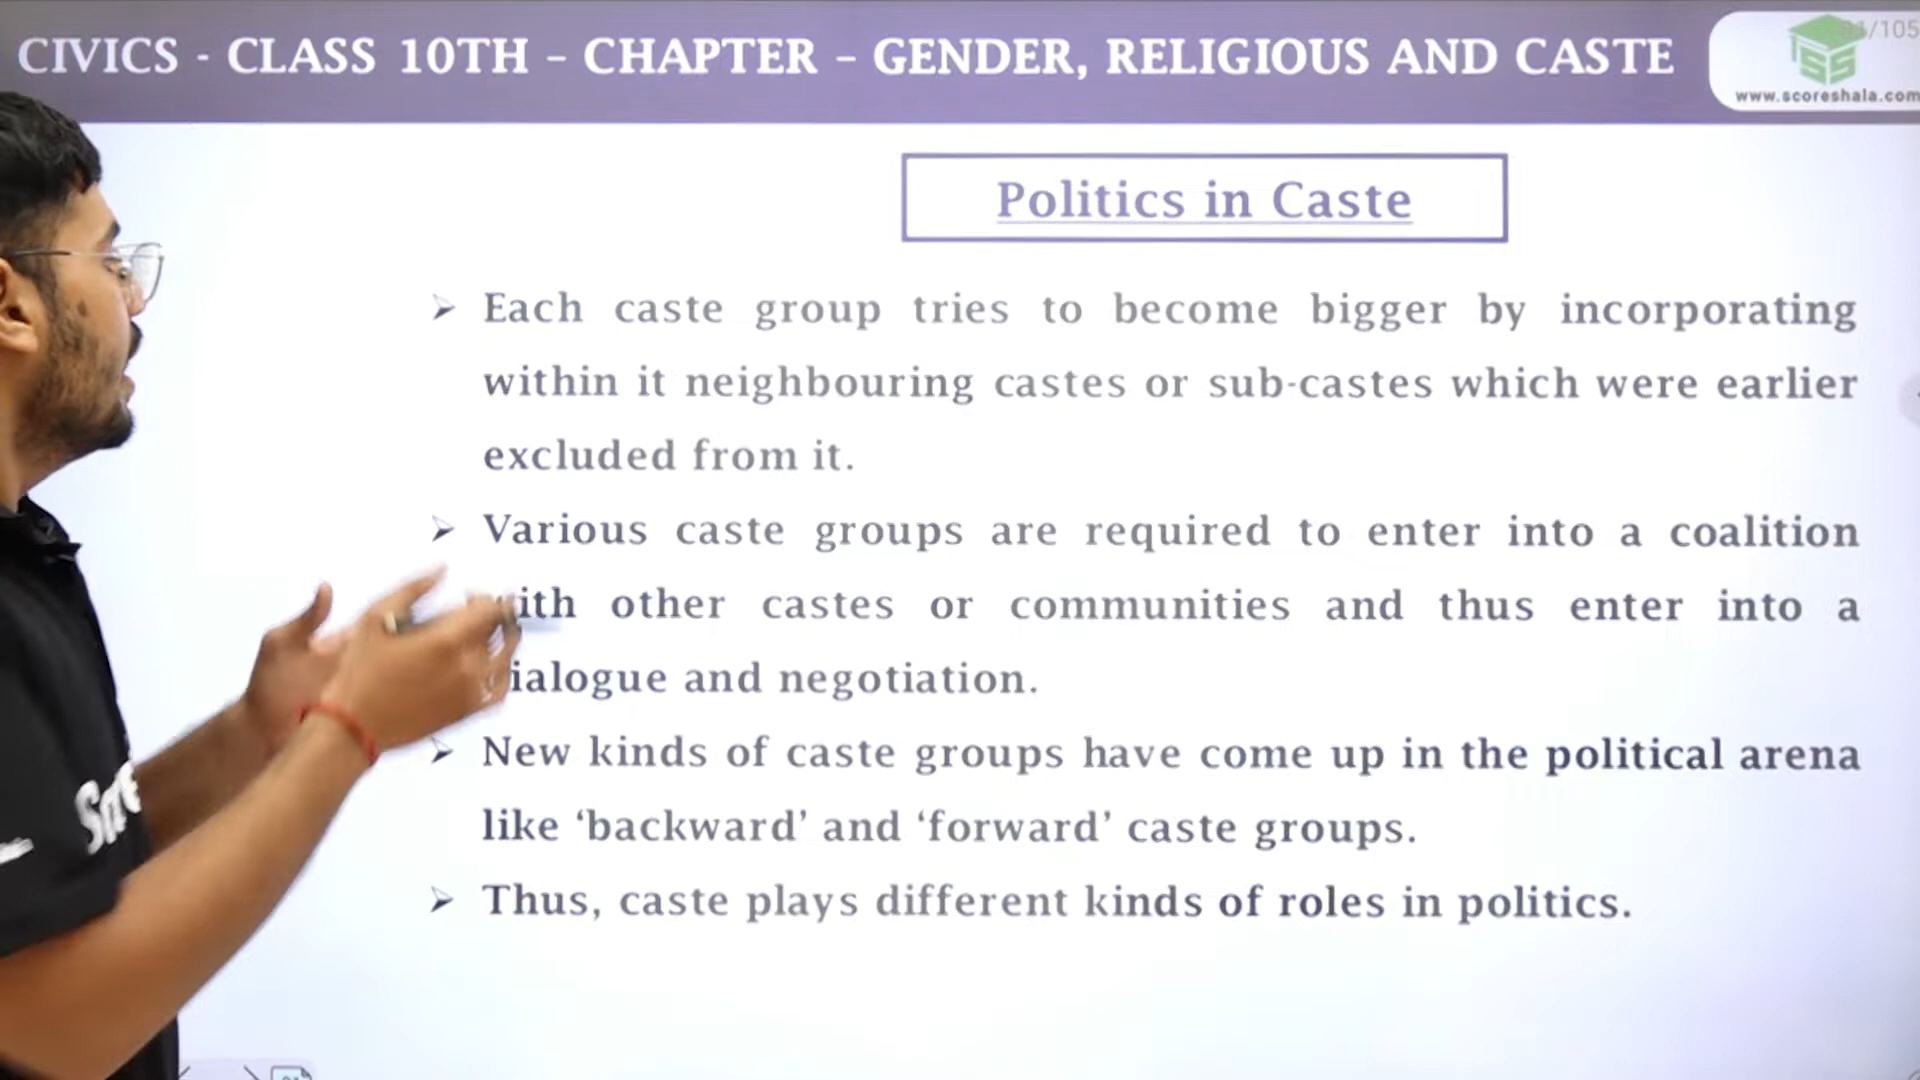 CIVICS - CLASS 10TH – CHAPTER – GENDER, RELIGIOUS AND CASTE
/105
www.scoreshala.com
Politics in Caste
➢ Each caste group tries to become bigger by incorporating
within it neighbouring castes or sub-castes which were earlier
excluded from it.
➢ Various caste groups are required to enter into a coalition
with other castes or communities and thus enter into a
dialogue and negotiation.
➢ New kinds of caste groups have come up in the political arena
like ‘backward’ and ‘forward’ caste groups.
➢ Thus, caste plays different kinds of roles in politics.